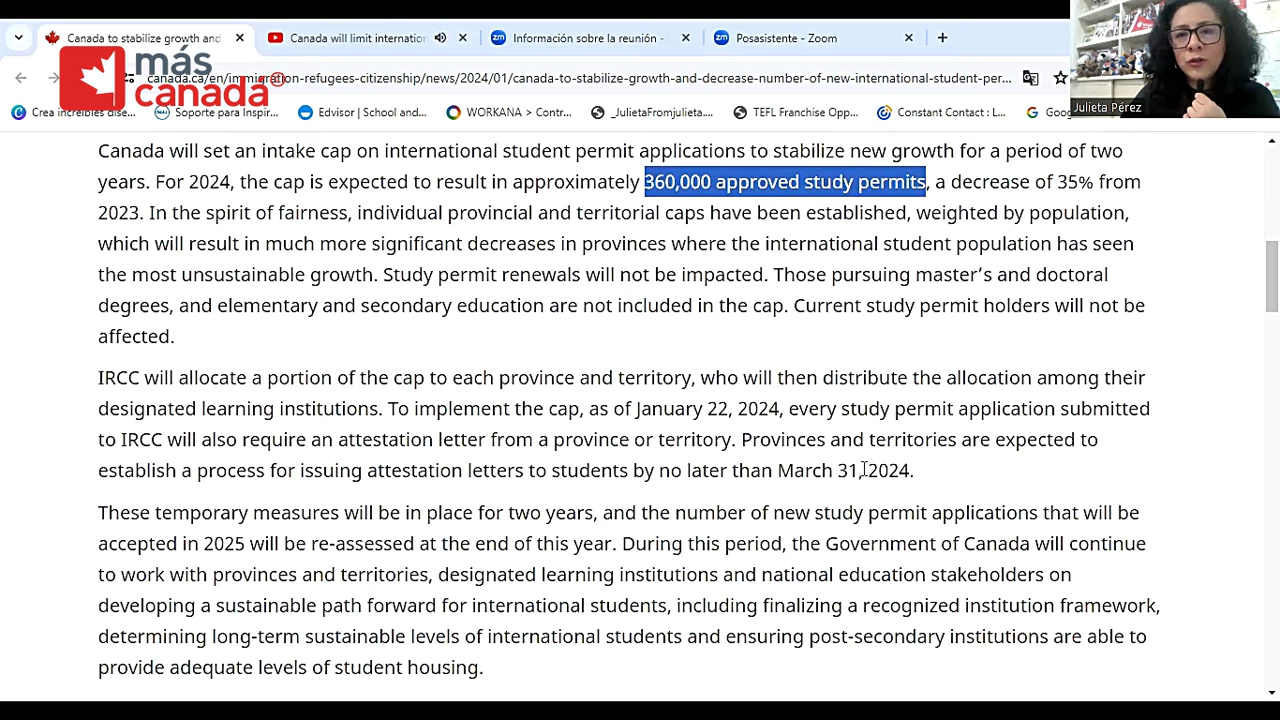 Canada to stabilize growth and
Canada will limit internation
Información sobre la reunión -
Posasistente - Zoom
más
canadá
canada.ca/en/immigration-refugees-citizenship/news/2024/01/canada-to-stabilize-growth-and-decrease-number-of-new-international-student-per...
Julieta Pérez
Crea increíbles dise...
Soporte para Inspir...
Edvisor | School and...
WORKANA > Contr...
_JulietaFromjulieta....
TEFL Franchise Opp...
Constant Contact : L...
Goog
Canada will set an intake cap on international student permit applications to stabilize new growth for a period of two
years. For 2024, the cap is expected to result in approximately 360,000 approved study permits, a decrease of 35% from
2023. In the spirit of fairness, individual provincial and territorial caps have been established, weighted by population,
which will result in much more significant decreases in provinces where the international student population has seen
the most unsustainable growth. Study permit renewals will not be impacted. Those pursuing master's and doctoral
degrees, and elementary and secondary education are not included in the cap. Current study permit holders will not be
affected.
IRCC will allocate a portion of the cap to each province and territory, who will then distribute the allocation among their
designated learning institutions. To implement the cap, as of January 22, 2024, every study permit application submitted
to IRCC will also require an attestation letter from a province or territory. Provinces and territories are expected to
establish a process for issuing attestation letters to students by no later than March 31, 2024.
These temporary measures will be in place for two years, and the number of new study permit applications that will be
accepted in 2025 will be re-assessed at the end of this year. During this period, the Government of Canada will continue
to work with provinces and territories, designated learning institutions and national education stakeholders on
developing a sustainable path forward for international students, including finalizing a recognized institution framework,
determining long-term sustainable levels of international students and ensuring post-secondary institutions are able to
provide adequate levels of student housing.